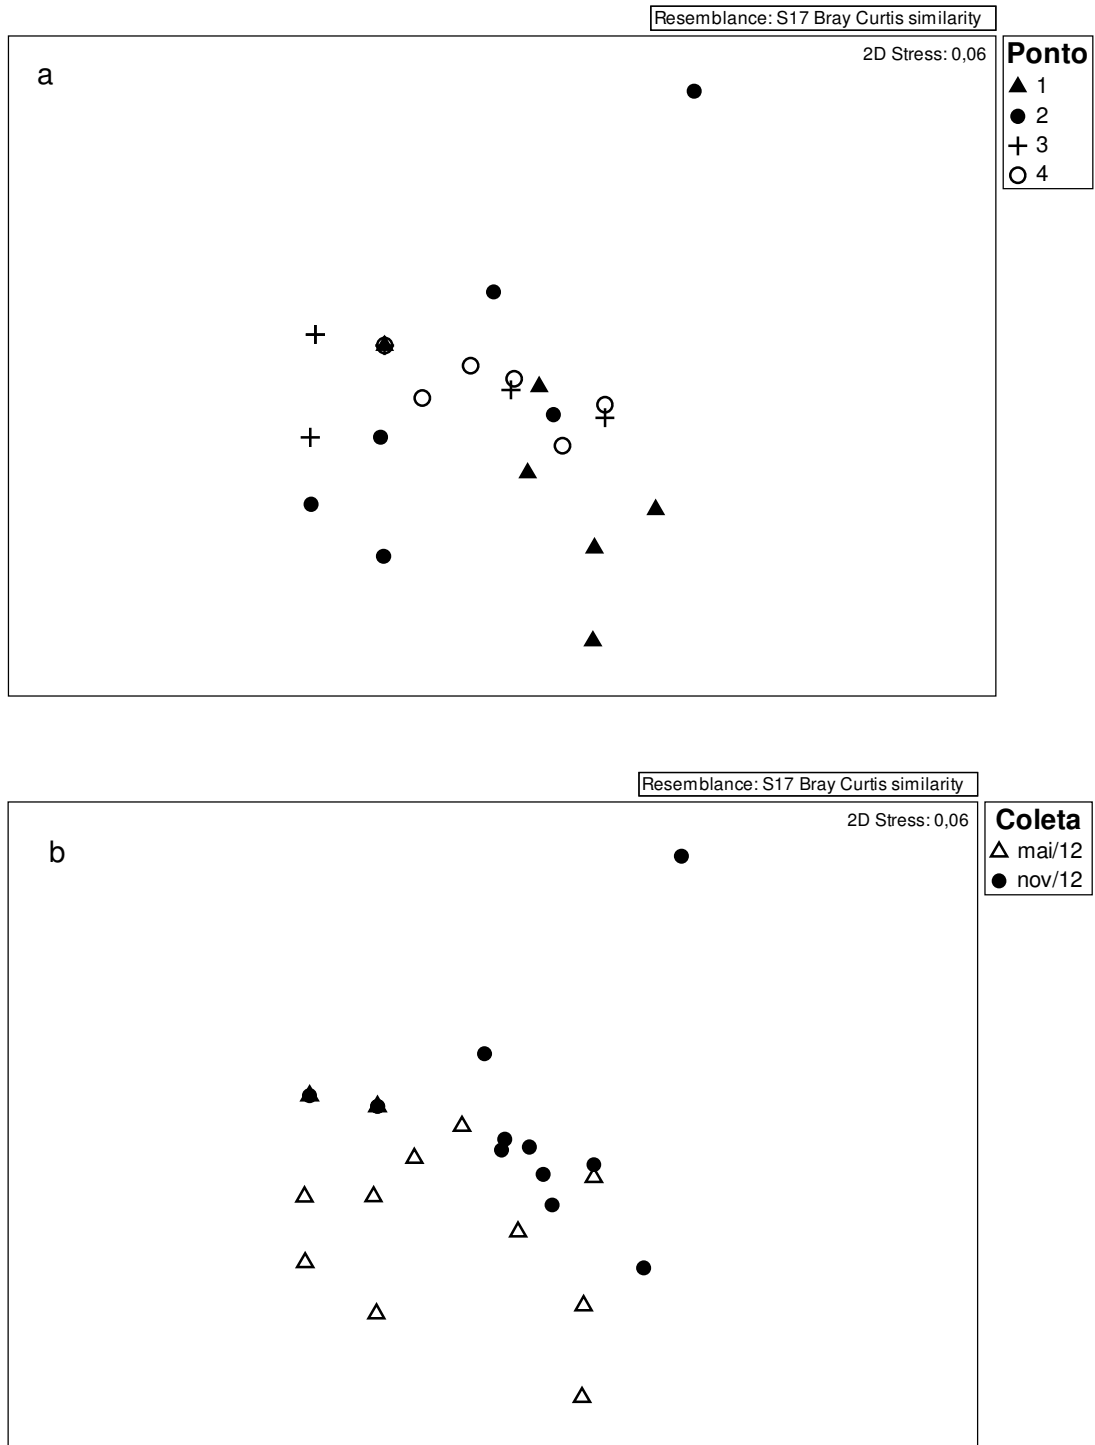 Resemblance: S17 Bray Curtis similarity
a
2D Stress: 0,06
Ponto
1
2
3
4
Resemblance: S17 Bray Curtis similarity
b
2D Stress: 0,06
Coleta
mai/12
nov/12